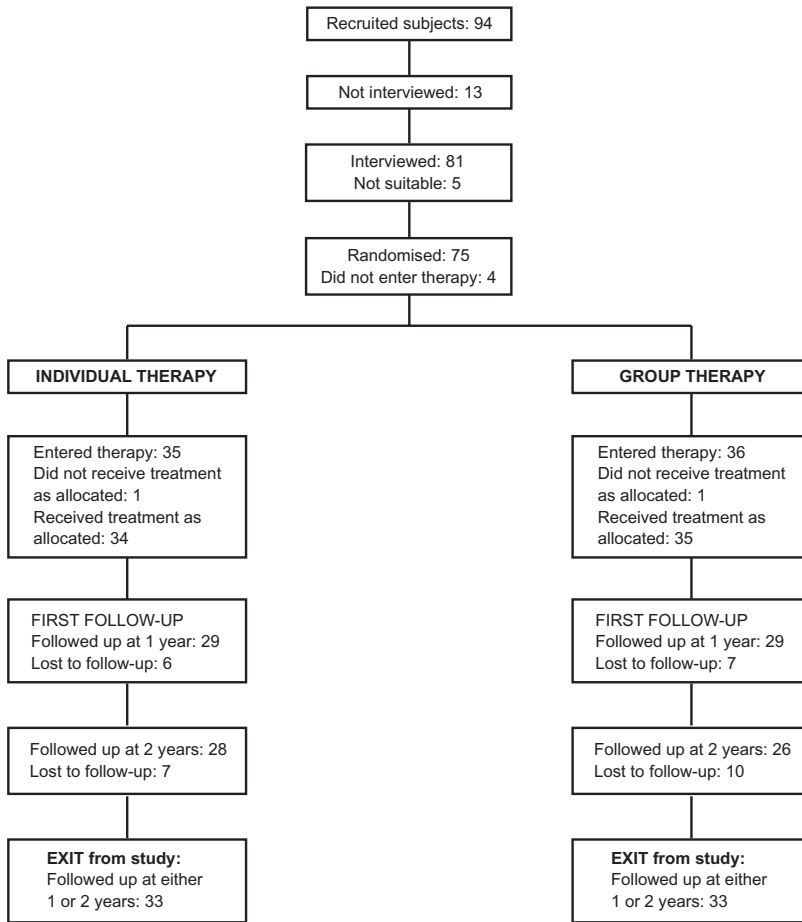 Recruited subjects: 94
Not interviewed: 13
Interviewed: 81
Not suitable: 5
Randomised: 75
Did not enter therapy: 4
INDIVIDUAL THERAPY
Entered therapy: 35
Did not receive treatment
as allocated: 1
Received treatment as
allocated: 34
FIRST FOLLOW-UP
Followed up at 1 year: 29
Lost to follow-up: 6
Followed up at 2 years: 28
Lost to follow-up: 7
EXIT from study:
Followed up at either
1 or 2 years: 33
GROUP THERAPY
Entered therapy: 36
Did not receive treatment
as allocated: 1
Received treatment as
allocated: 35
FIRST FOLLOW-UP
Followed up at 1 year: 29
Lost to follow-up: 7
Followed up at 2 years: 26
Lost to follow-up: 10
EXIT from study:
Followed up at either
1 or 2 years: 33